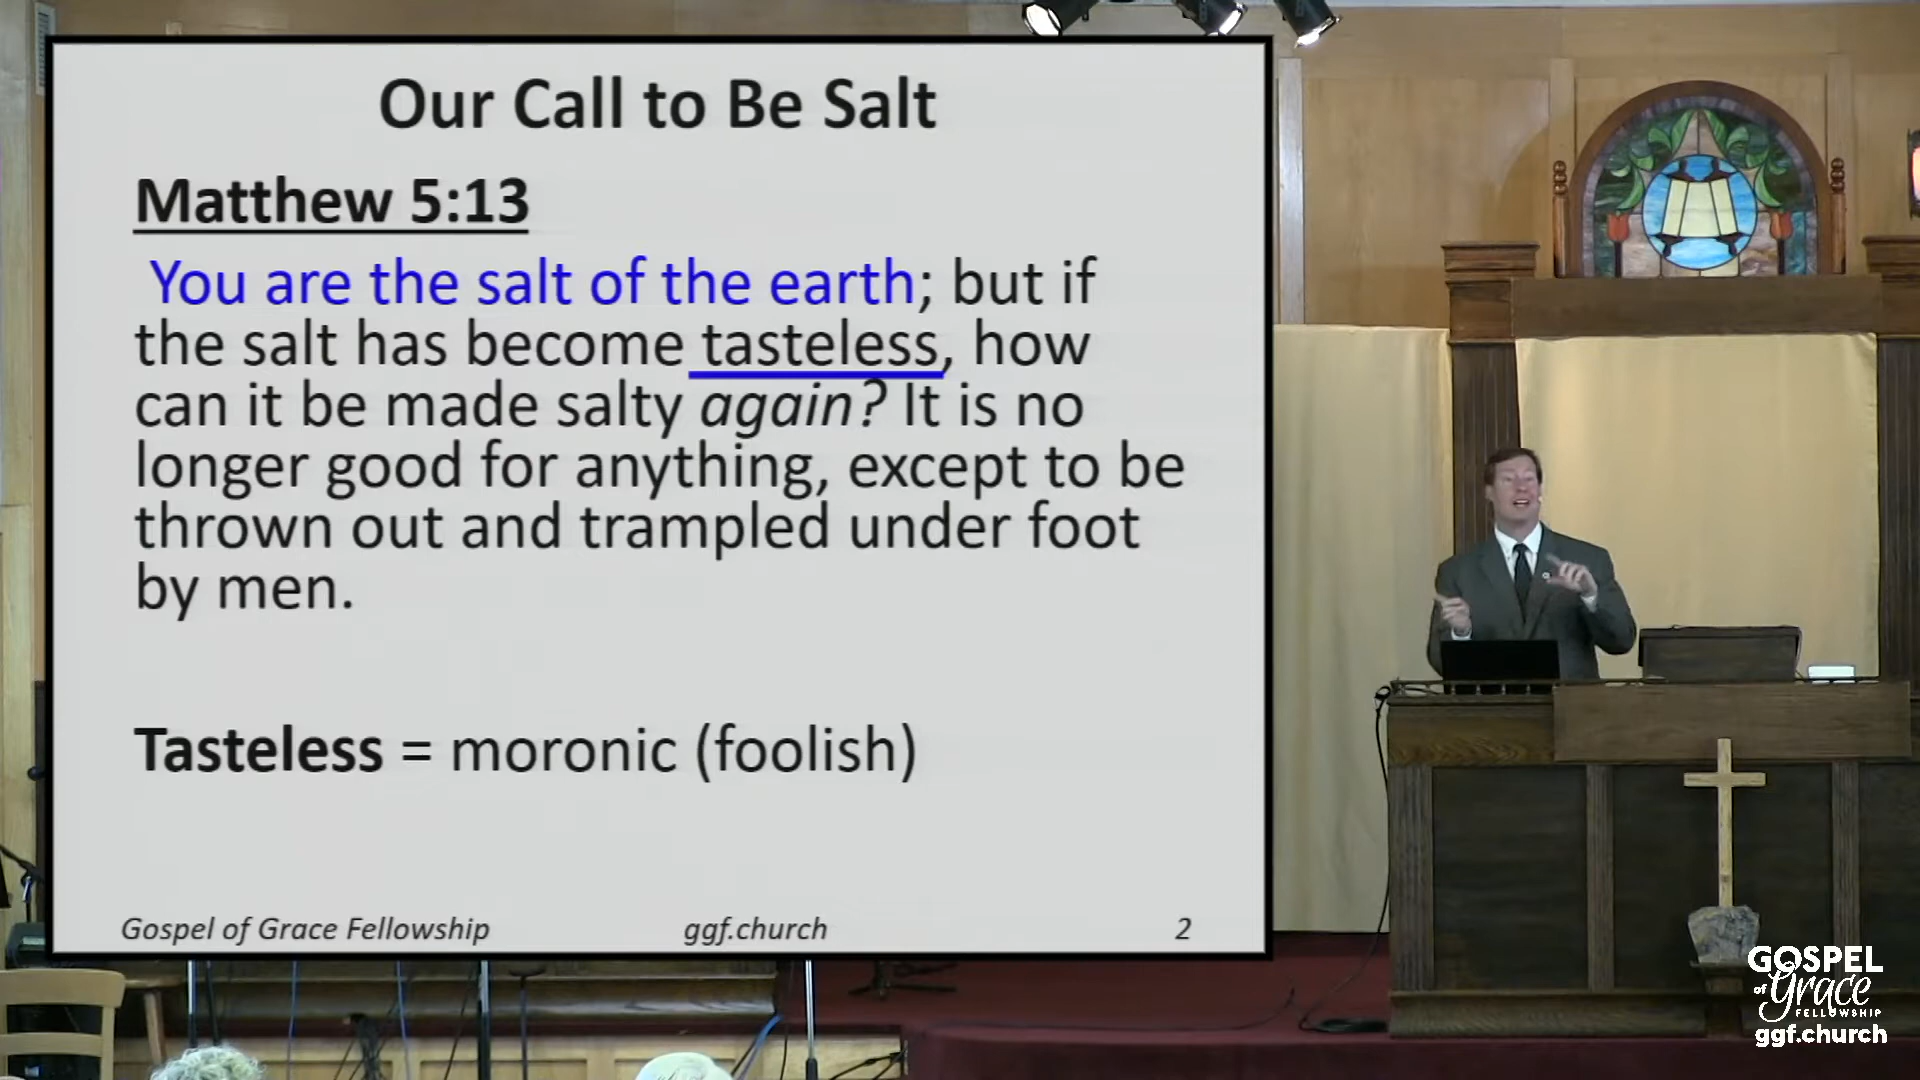 Our Call to Be Salt
Matthew 5:13
You are the salt of the earth; but if
the salt has become tasteless, how
can it be made salty again? It is no
longer good for anything, except to be
thrown out and trampled under foot
by men.
Tasteless = moronic (foolish)
Gospel of Grace Fellowship ggf.church 2
GOSPEL
of Grace
FELLOWSHIP
ggf.church